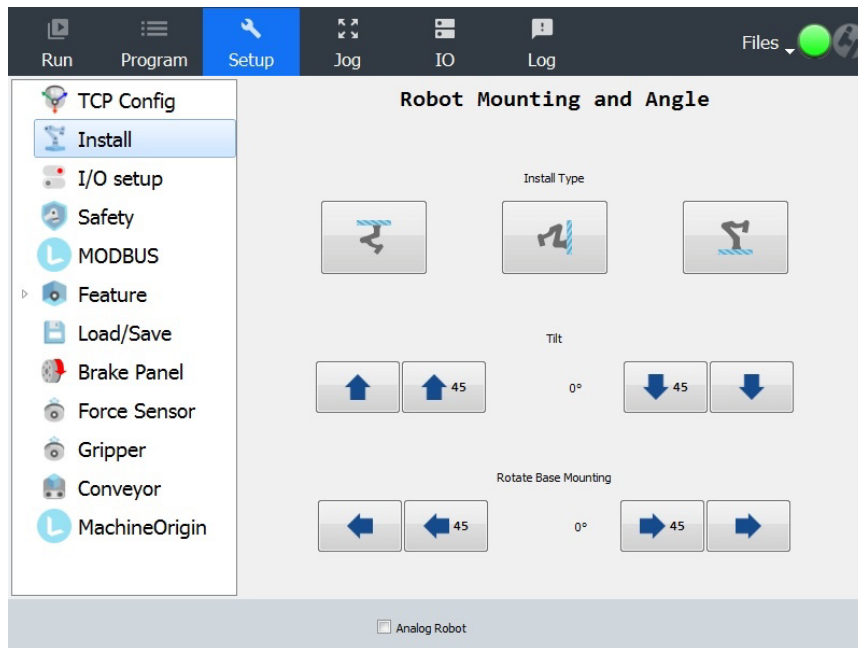 Run Program Setup Jog IO Log Files
TCP Config
Install
I/O setup
Safety
MODBUS
Feature
Load/Save
Brake Panel
Force Sensor
Gripper
Conveyor
MachineOrigin
Robot Mounting and Angle
Install Type
Tilt
45 0° 45
Rotate Base Mounting
45 0° 45
Analog Robot